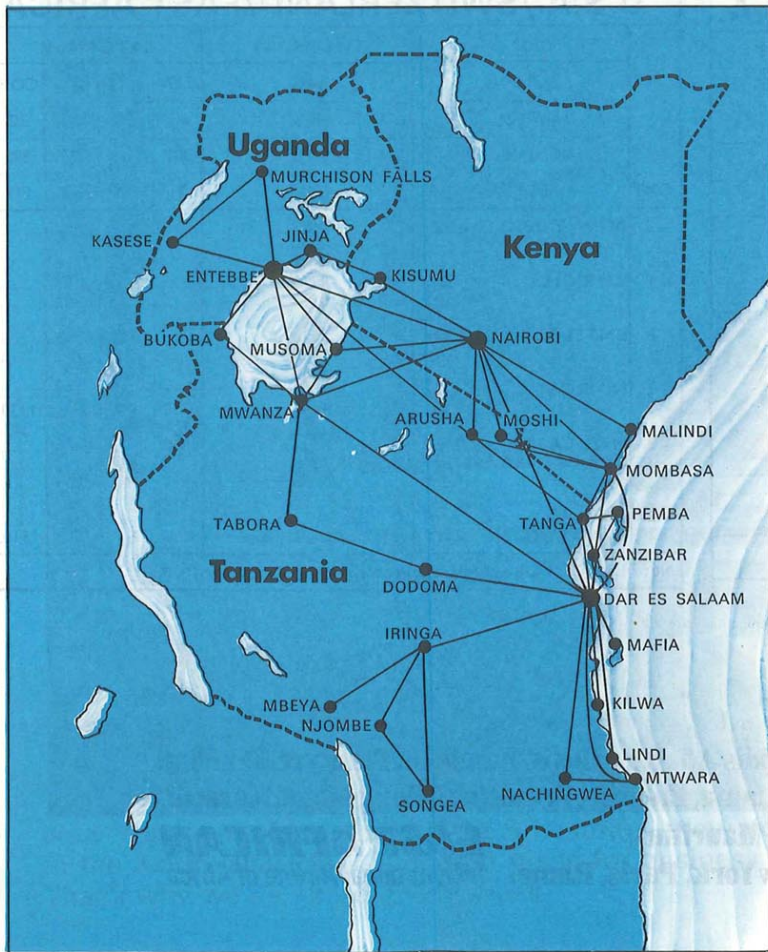 Uganda
MURCHISON FALLS
KASESE
JINJA
Kenya
ENTEBBE
KISUMU
BUKOBA
MUSOMA
NAIROBI
MWANZA
ARUSHA
MOSHI
MALINDI
MOMBASA
TABORA
TANGA
PEMBA
ZANZIBAR
Tanzania
DODOMA
DAR ES SALAAM
IRINGA
MAFIA
MBEYA
KILWA
NJOMBE
LINDI
SONGEA
NACHINGWEA
MTWARA